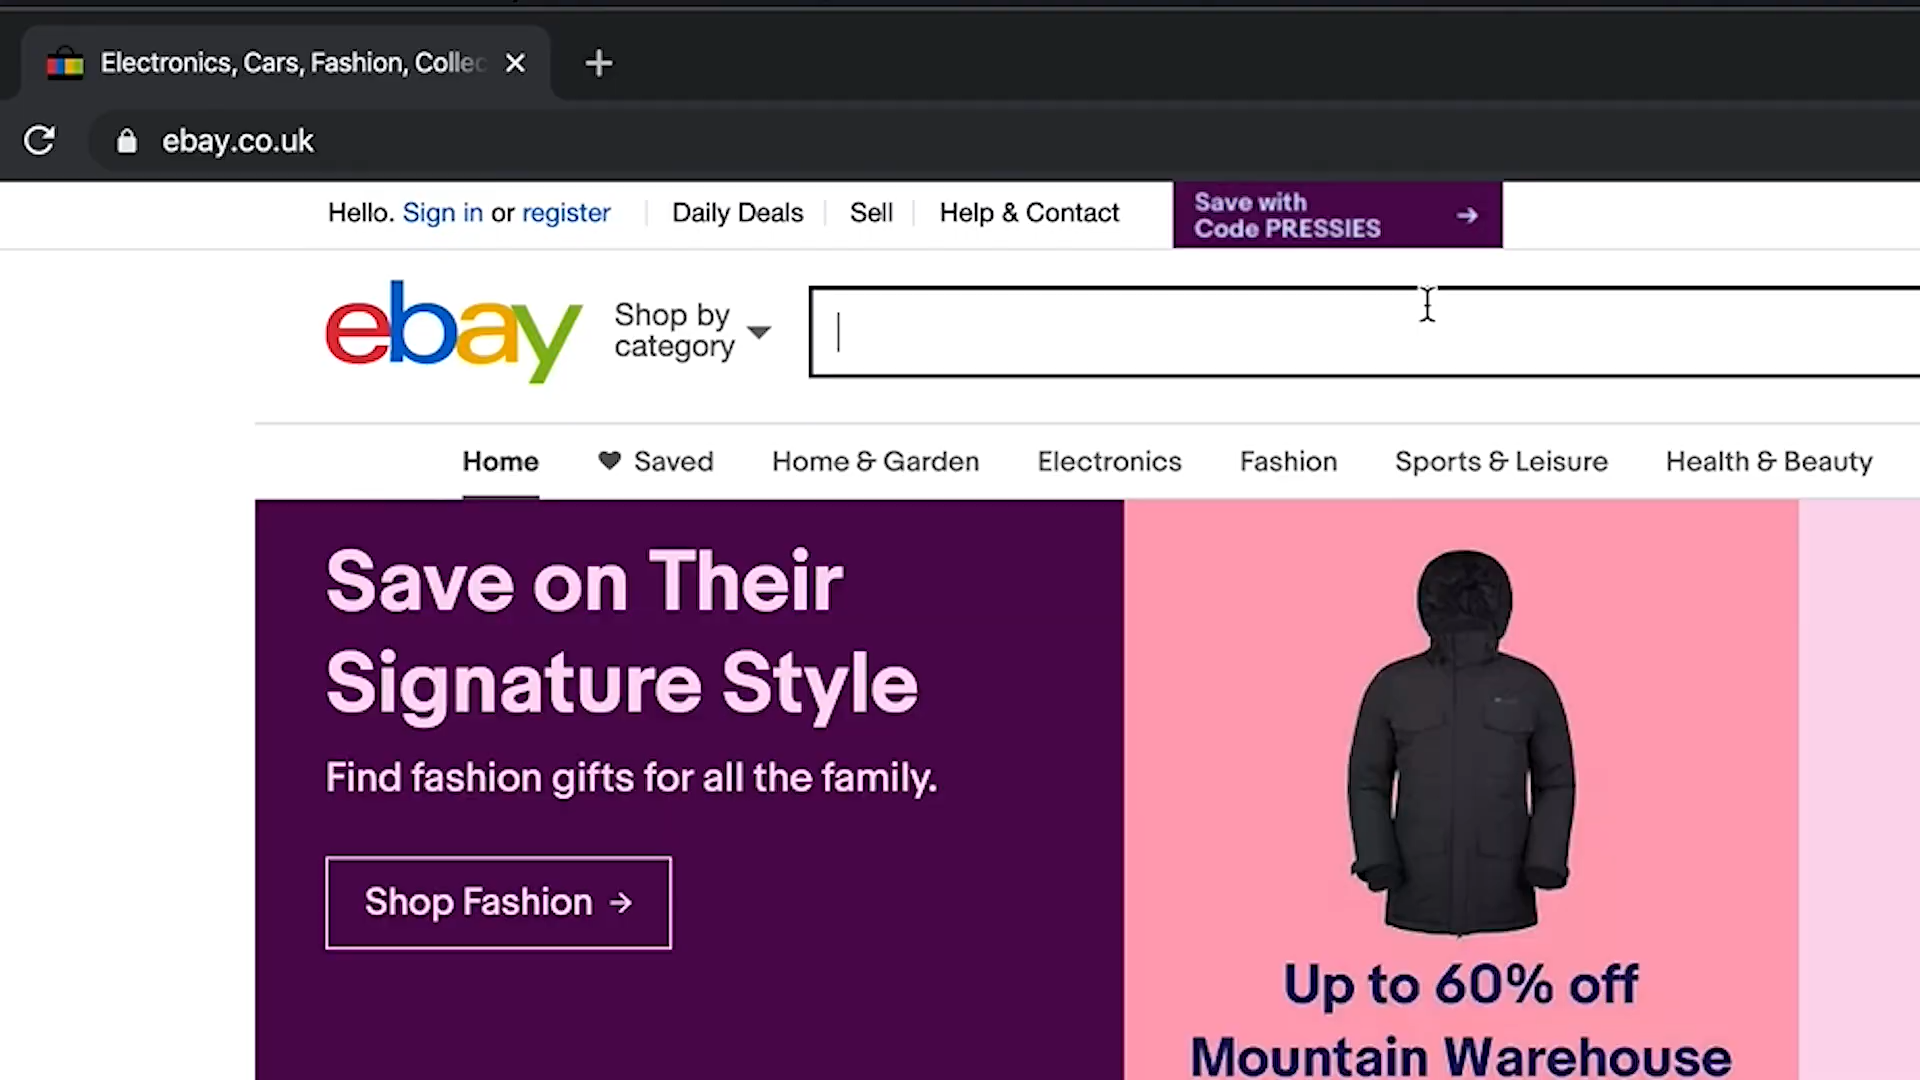 Electronics, Cars, Fashion, Collec
ebay.co.uk
Hello. Sign in or register
Daily Deals
Sell
Help & Contact
Save with
Code PRESSIES
ebay
Shop by
category
Home
Saved
Home & Garden
Electronics
Fashion
Sports & Leisure
Health & Beauty
Save on Their
Signature Style
Find fashion gifts for all the family.
Shop Fashion →
Up to 60% off
Mountain Warehouse